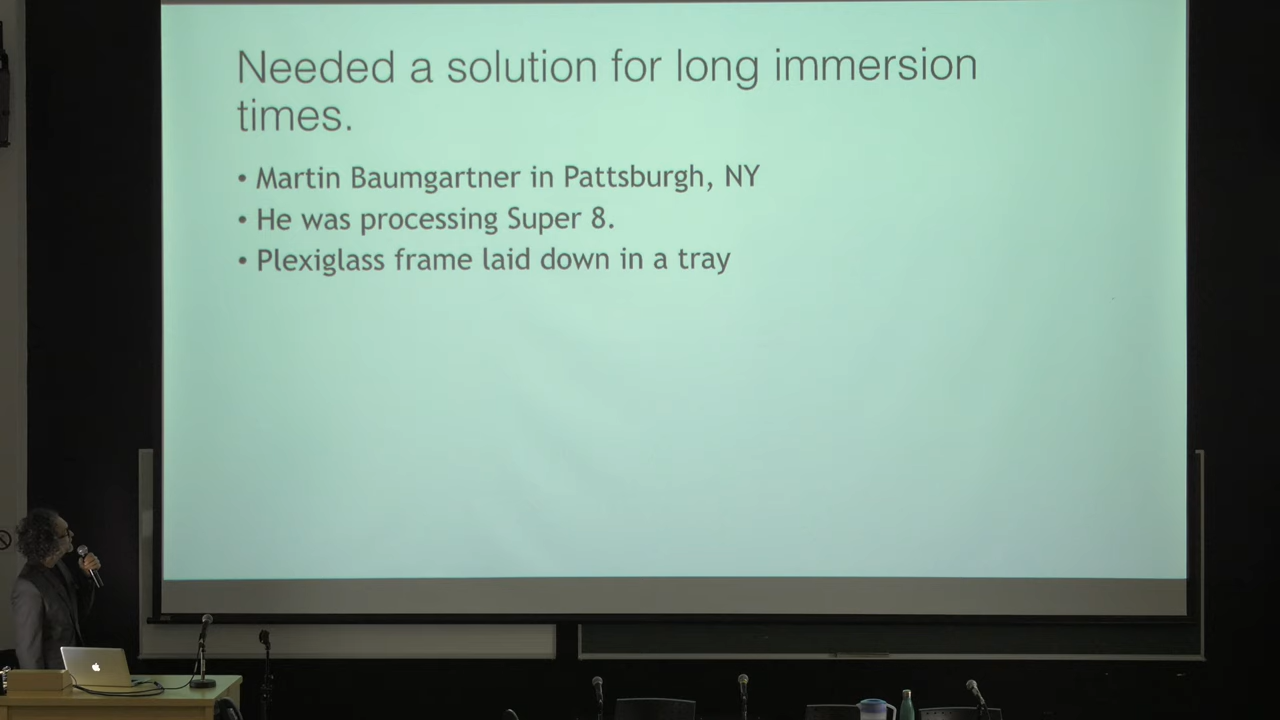 Needed a solution for long immersion
times.
• Martin Baumgartner in Pattsburgh, NY
• He was processing Super 8.
• Plexiglass frame laid down in a tray